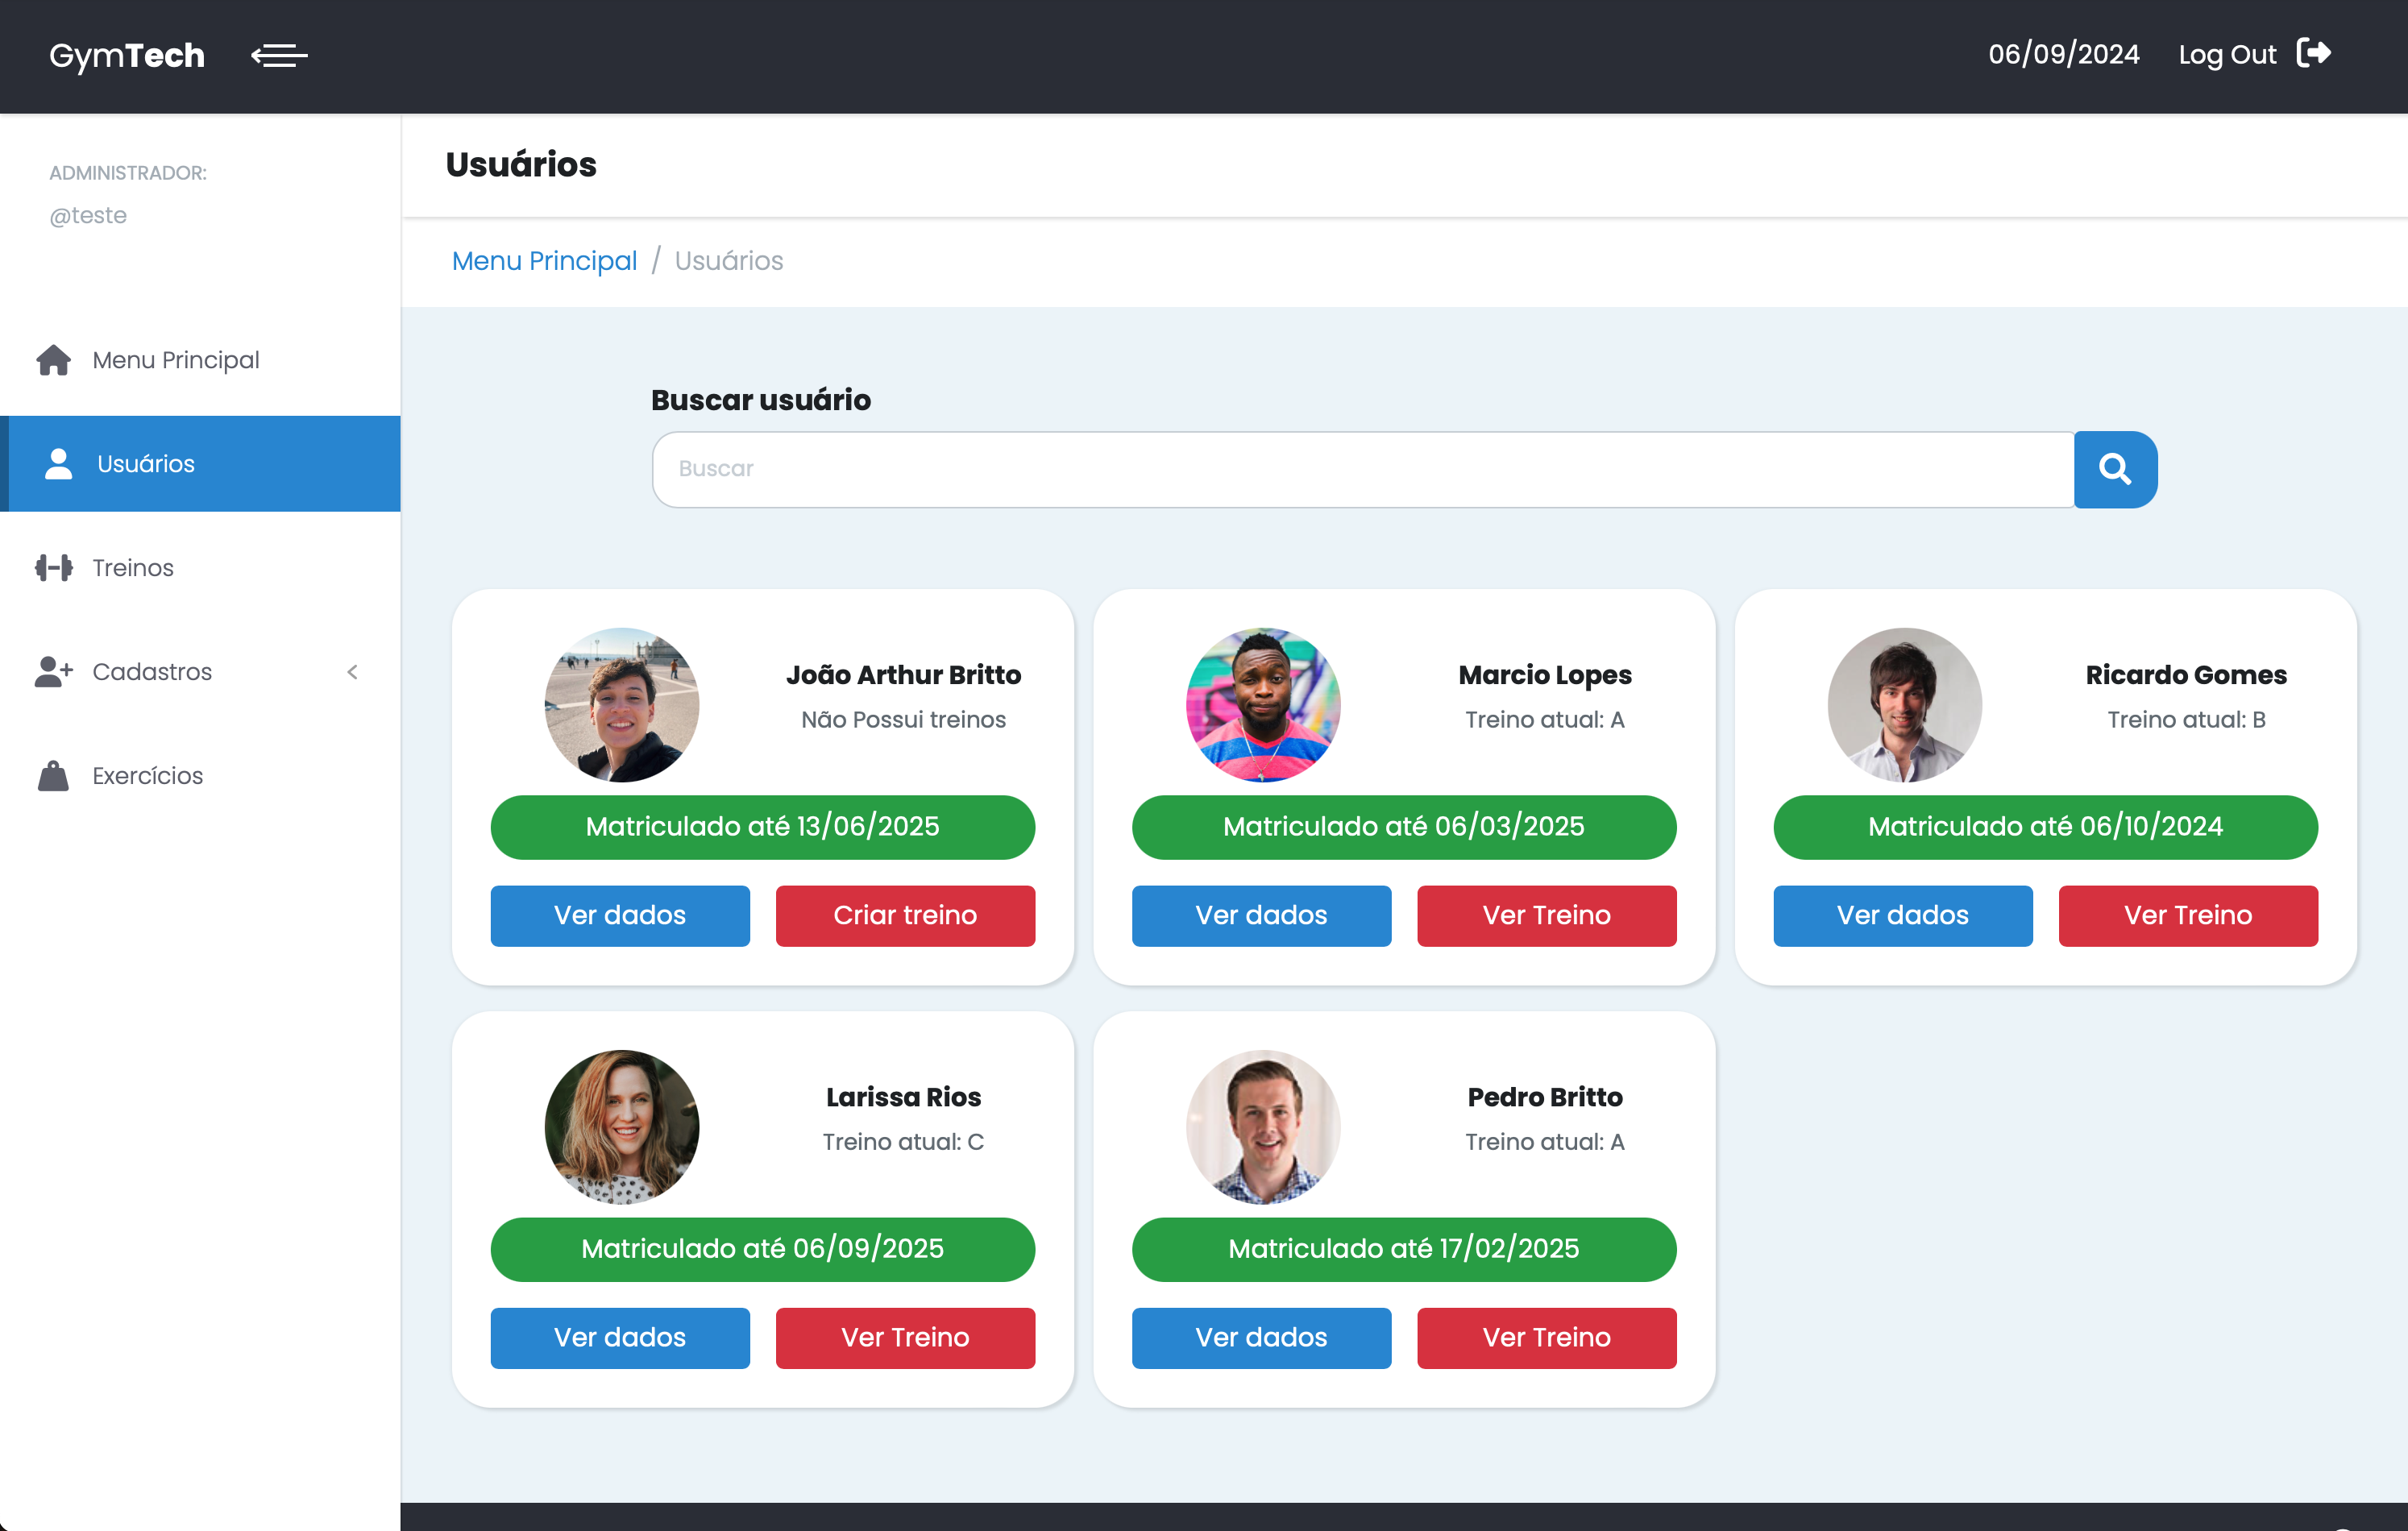 GymTech
06/09/2024 Log Out
ADMINISTRADOR:
@teste
Menu Principal
Usuários
Treinos
Cadastros
Exercícios
Usuários
Menu Principal / Usuários
Buscar usuário
Buscar
João Arthur Britto
Não Possui treinos
Matriculado até 13/06/2025
Ver dados Criar treino
Marcio Lopes
Treino atual: A
Matriculado até 06/03/2025
Ver dados Ver Treino
Ricardo Gomes
Treino atual: B
Matriculado até 06/10/2024
Ver dados Ver Treino
Larissa Rios
Treino atual: C
Matriculado até 06/09/2025
Ver dados Ver Treino
Pedro Britto
Treino atual: A
Matriculado até 17/02/2025
Ver dados Ver Treino